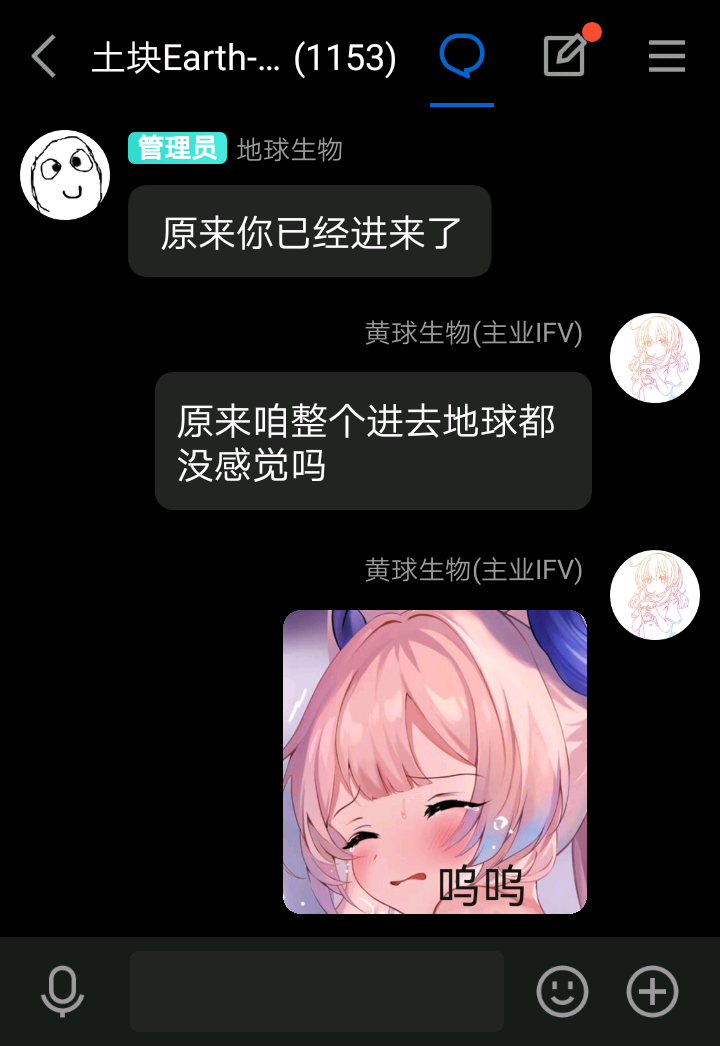 土块Earth-... (1153)
管理员 地球生物
原来你已经进来了
黄球生物(主业IFV)
原来咱整个进去地球都
没感觉吗
黄球生物(主业IFV)
呜呜